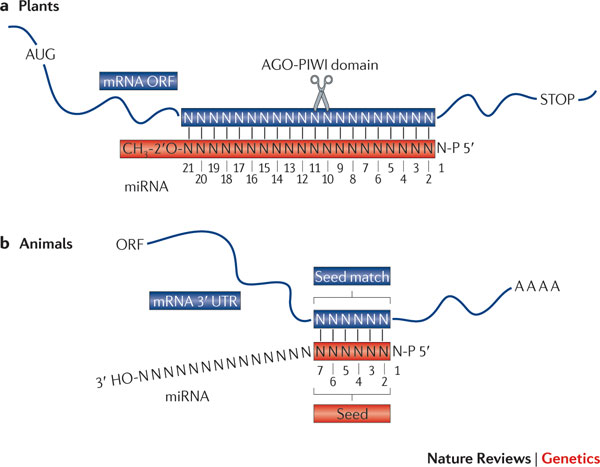 a Plants
AUG
mRNA ORF
AGO-PIWI domain
STOP
NNNNNNNNNNNNNNNNNNNN
CH₃-2′O-NNNNNNNNNNNNNNNNNNNN N-P 5′
21 19 17 15 13 11 9 7 5 3 1
20 18 16 14 12 10 8 6 4 2
miRNA
b Animals
ORF
Seed match
mRNA 3′ UTR
AAAA
NNNNNN
3′ HO-NNNNNNNNNNNNNN NNNNNN N-P 5′
7 5 3 1
6 4 2
miRNA
Seed
Nature Reviews | Genetics